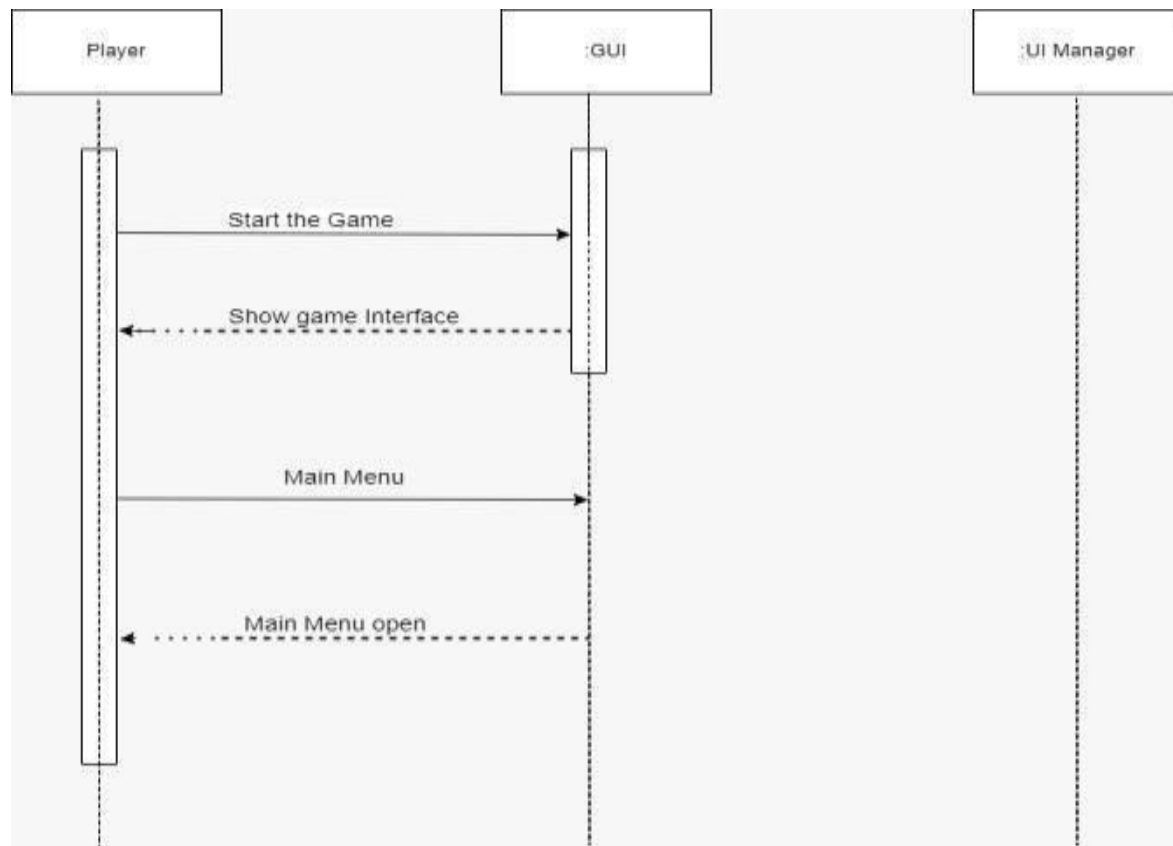 Player
:GUI
:UI Manager
Start the Game
Show game Interface
Main Menu
Main Menu open